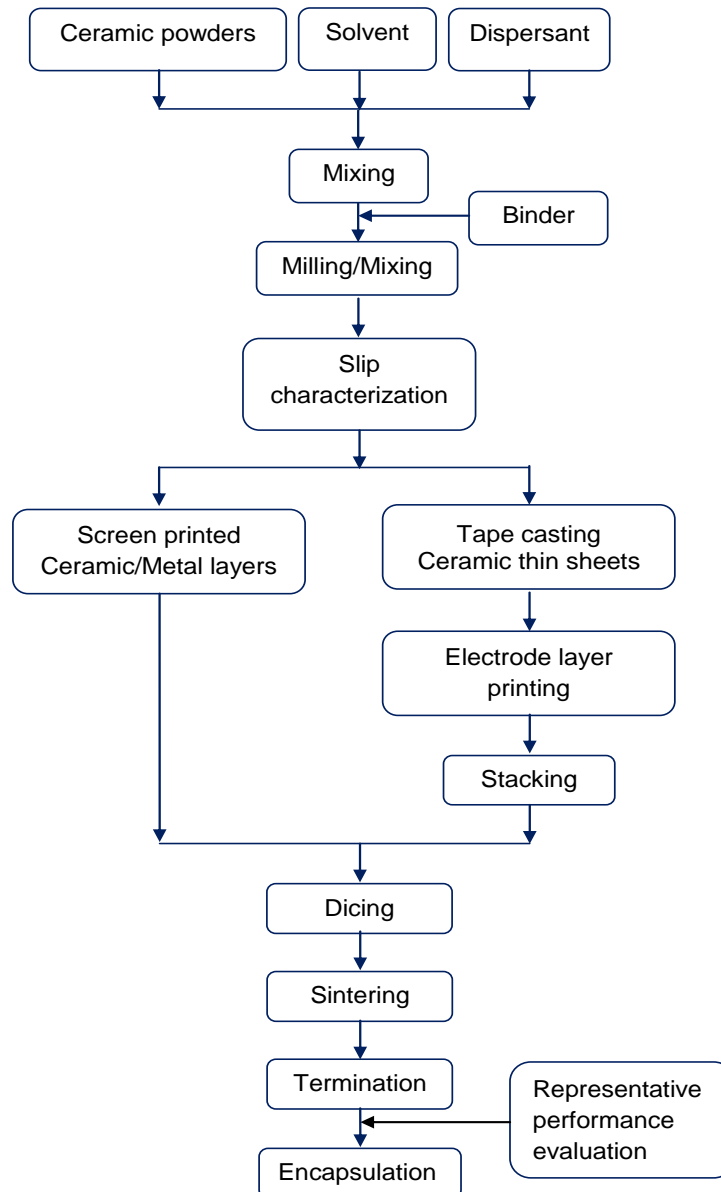 Ceramic powders
Solvent
Dispersant
Mixing
Binder
Milling/Mixing
Slip
characterization
Screen printed
Ceramic/Metal layers
Tape casting
Ceramic thin sheets
Electrode layer
printing
Stacking
Dicing
Sintering
Termination
Representative
performance
evaluation
Encapsulation